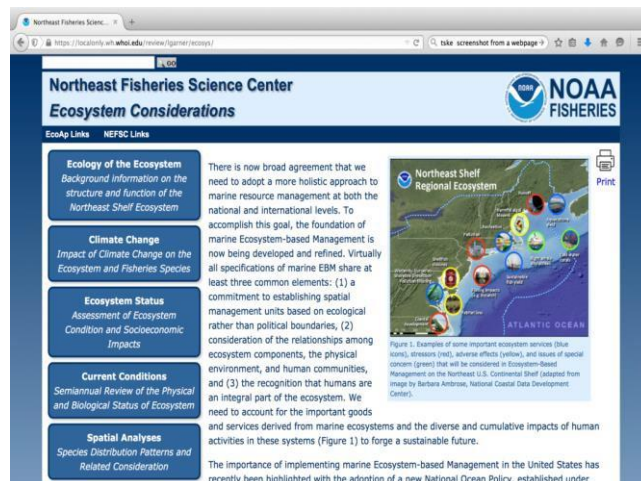 Northeast Fisheries Scienc... × +
https://localonly.wh.whoi.edu/review/lgarner/ecosys/
tske screenshot from a webpage
GO
Northeast Fisheries Science Center
Ecosystem Considerations
NOAA
FISHERIES
EcoAp Links NEFSC Links
Ecology of the Ecosystem
Background information on the
structure and function of the
Northeast Shelf Ecosystem
Climate Change
Impact of Climate Change on the
Ecosystem and Fisheries Species
Ecosystem Status
Assessment of Ecosystem
Condition and Socioeconomic
Impacts
Current Conditions
Semiannual Review of the Physical
and Biological Status of Ecosystem
Spatial Analyses
Species Distribution Patterns and
Related Consideration
There is now broad agreement that we
need to adopt a more holistic approach to
marine resource management at both the
national and international levels. To
accomplish this goal, the foundation of
marine Ecosystem-based Management is
now being developed and refined. Virtually
all specifications of marine EBM share at
least three common elements: (1) a
commitment to establishing spatial
management units based on ecological
rather than political boundaries, (2)
consideration of the relationships among
ecosystem components, the physical
environment, and human communities,
and (3) the recognition that humans are
an integral part of the ecosystem. We
need to account for the important goods
and services derived from marine ecosystems and the diverse and cumulative impacts of human
activities in these systems (Figure 1) to forge a sustainable future.
The importance of implementing marine Ecosystem-based Management in the United States has
recently been highlighted with the adoption of a new National Ocean Policy, established under
Northeast Shelf
Regional Ecosystem
ATLANTIC OCEAN
Print
Figure 1. Examples of some important ecosystem services (blue
icons), stressors (red), adverse effects (yellow), and issues of special
concern (green) that will be considered in Ecosystem-Based
Management on the Northeast U.S. Continental Shelf (adapted from
image by Barbara Ambrose, National Coastal Data Development
Center).